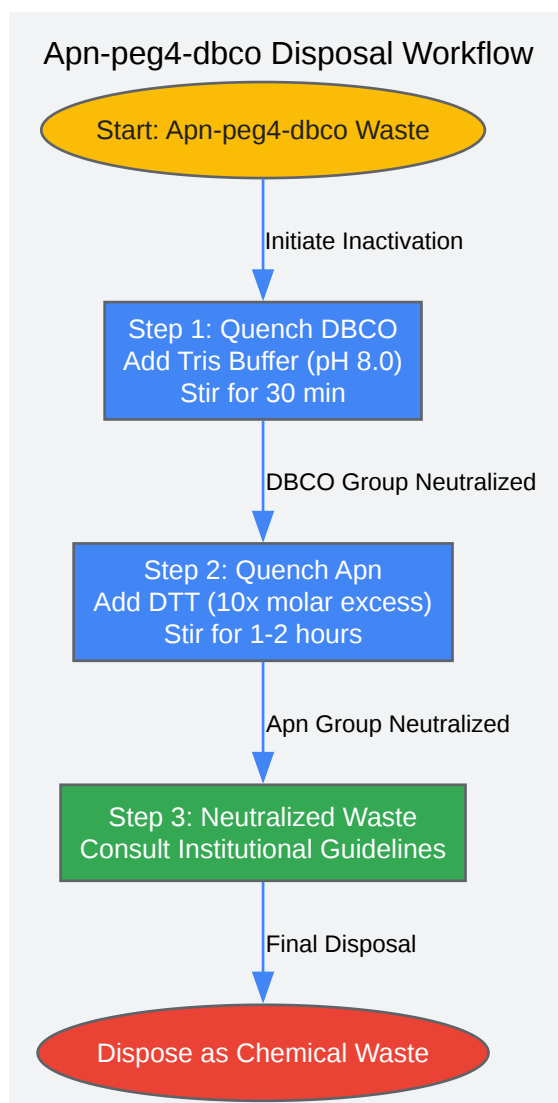 Apn-peg4-dbco Disposal Workflow
Start: Apn-peg4-dbco Waste
Initiate Inactivation
Step 1: Quench DBCO
Add Tris Buffer (pH 8.0)
Stir for 30 min
DBCO Group Neutralized
Step 2: Quench Apn
Add DTT (10x molar excess)
Stir for 1-2 hours
Apn Group Neutralized
Step 3: Neutralized Waste
Consult Institutional Guidelines
Final Disposal
Dispose as Chemical Waste